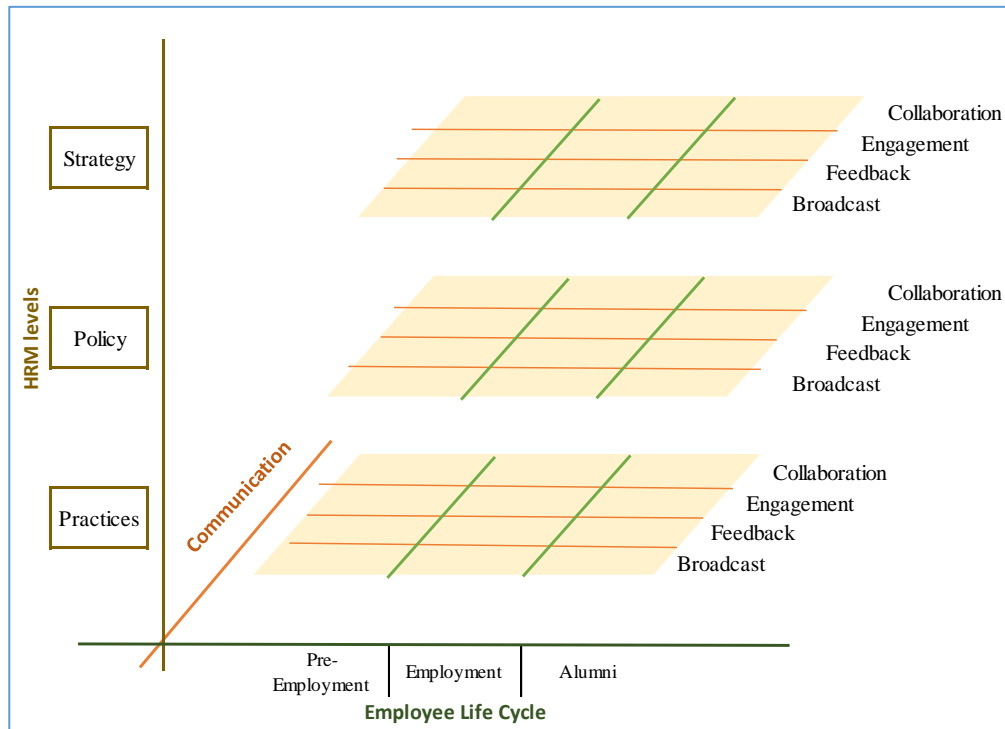 Collaboration
Engagement
Feedback
Broadcast
Strategy
Collaboration
Engagement
Feedback
Broadcast
Policy
HRM levels
Communication
Collaboration
Engagement
Feedback
Broadcast
Practices
Pre-
Employment
Employment
Alumni
Employee Life Cycle